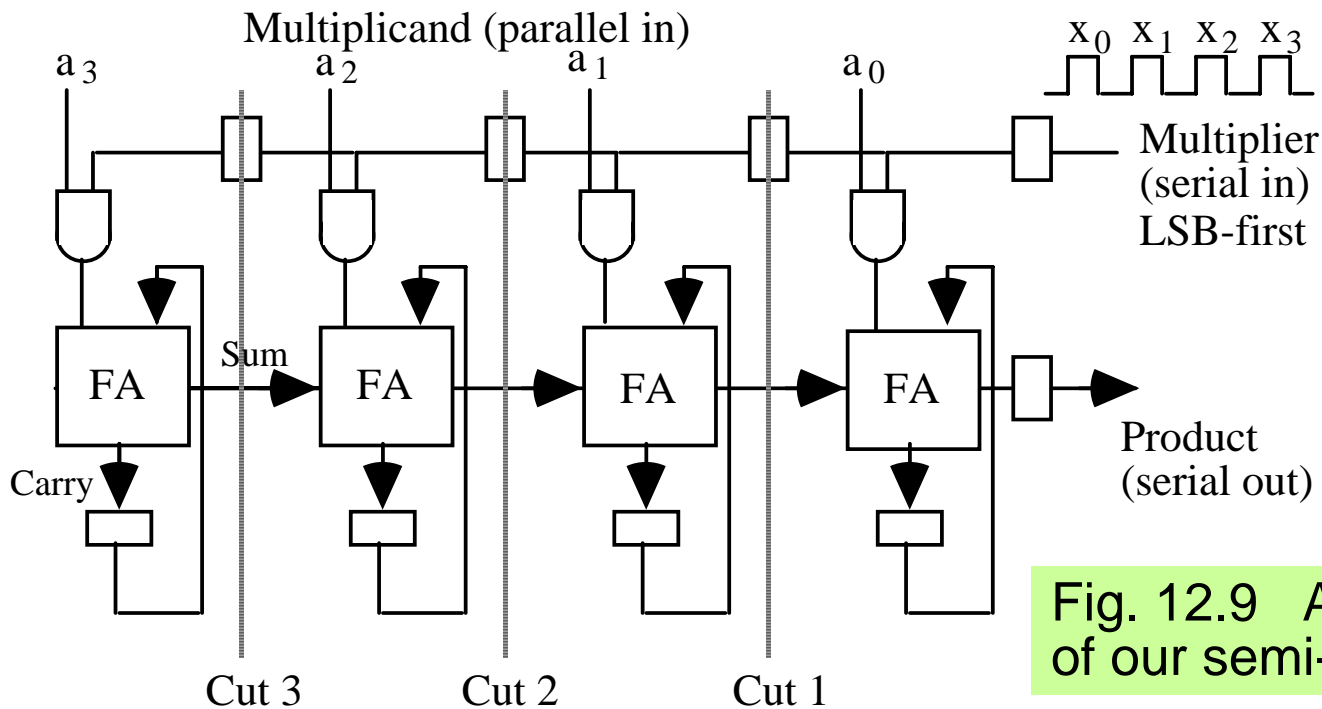 Multiplicand (parallel in)
a3 a2 a1 a0
x0 x1 x2 x3
Multiplier
(serial in)
LSB-first
Sum
FA FA FA FA
Carry
Product
(serial out)
Cut 3 Cut 2 Cut 1
Fig. 12.9 A
of our semi-